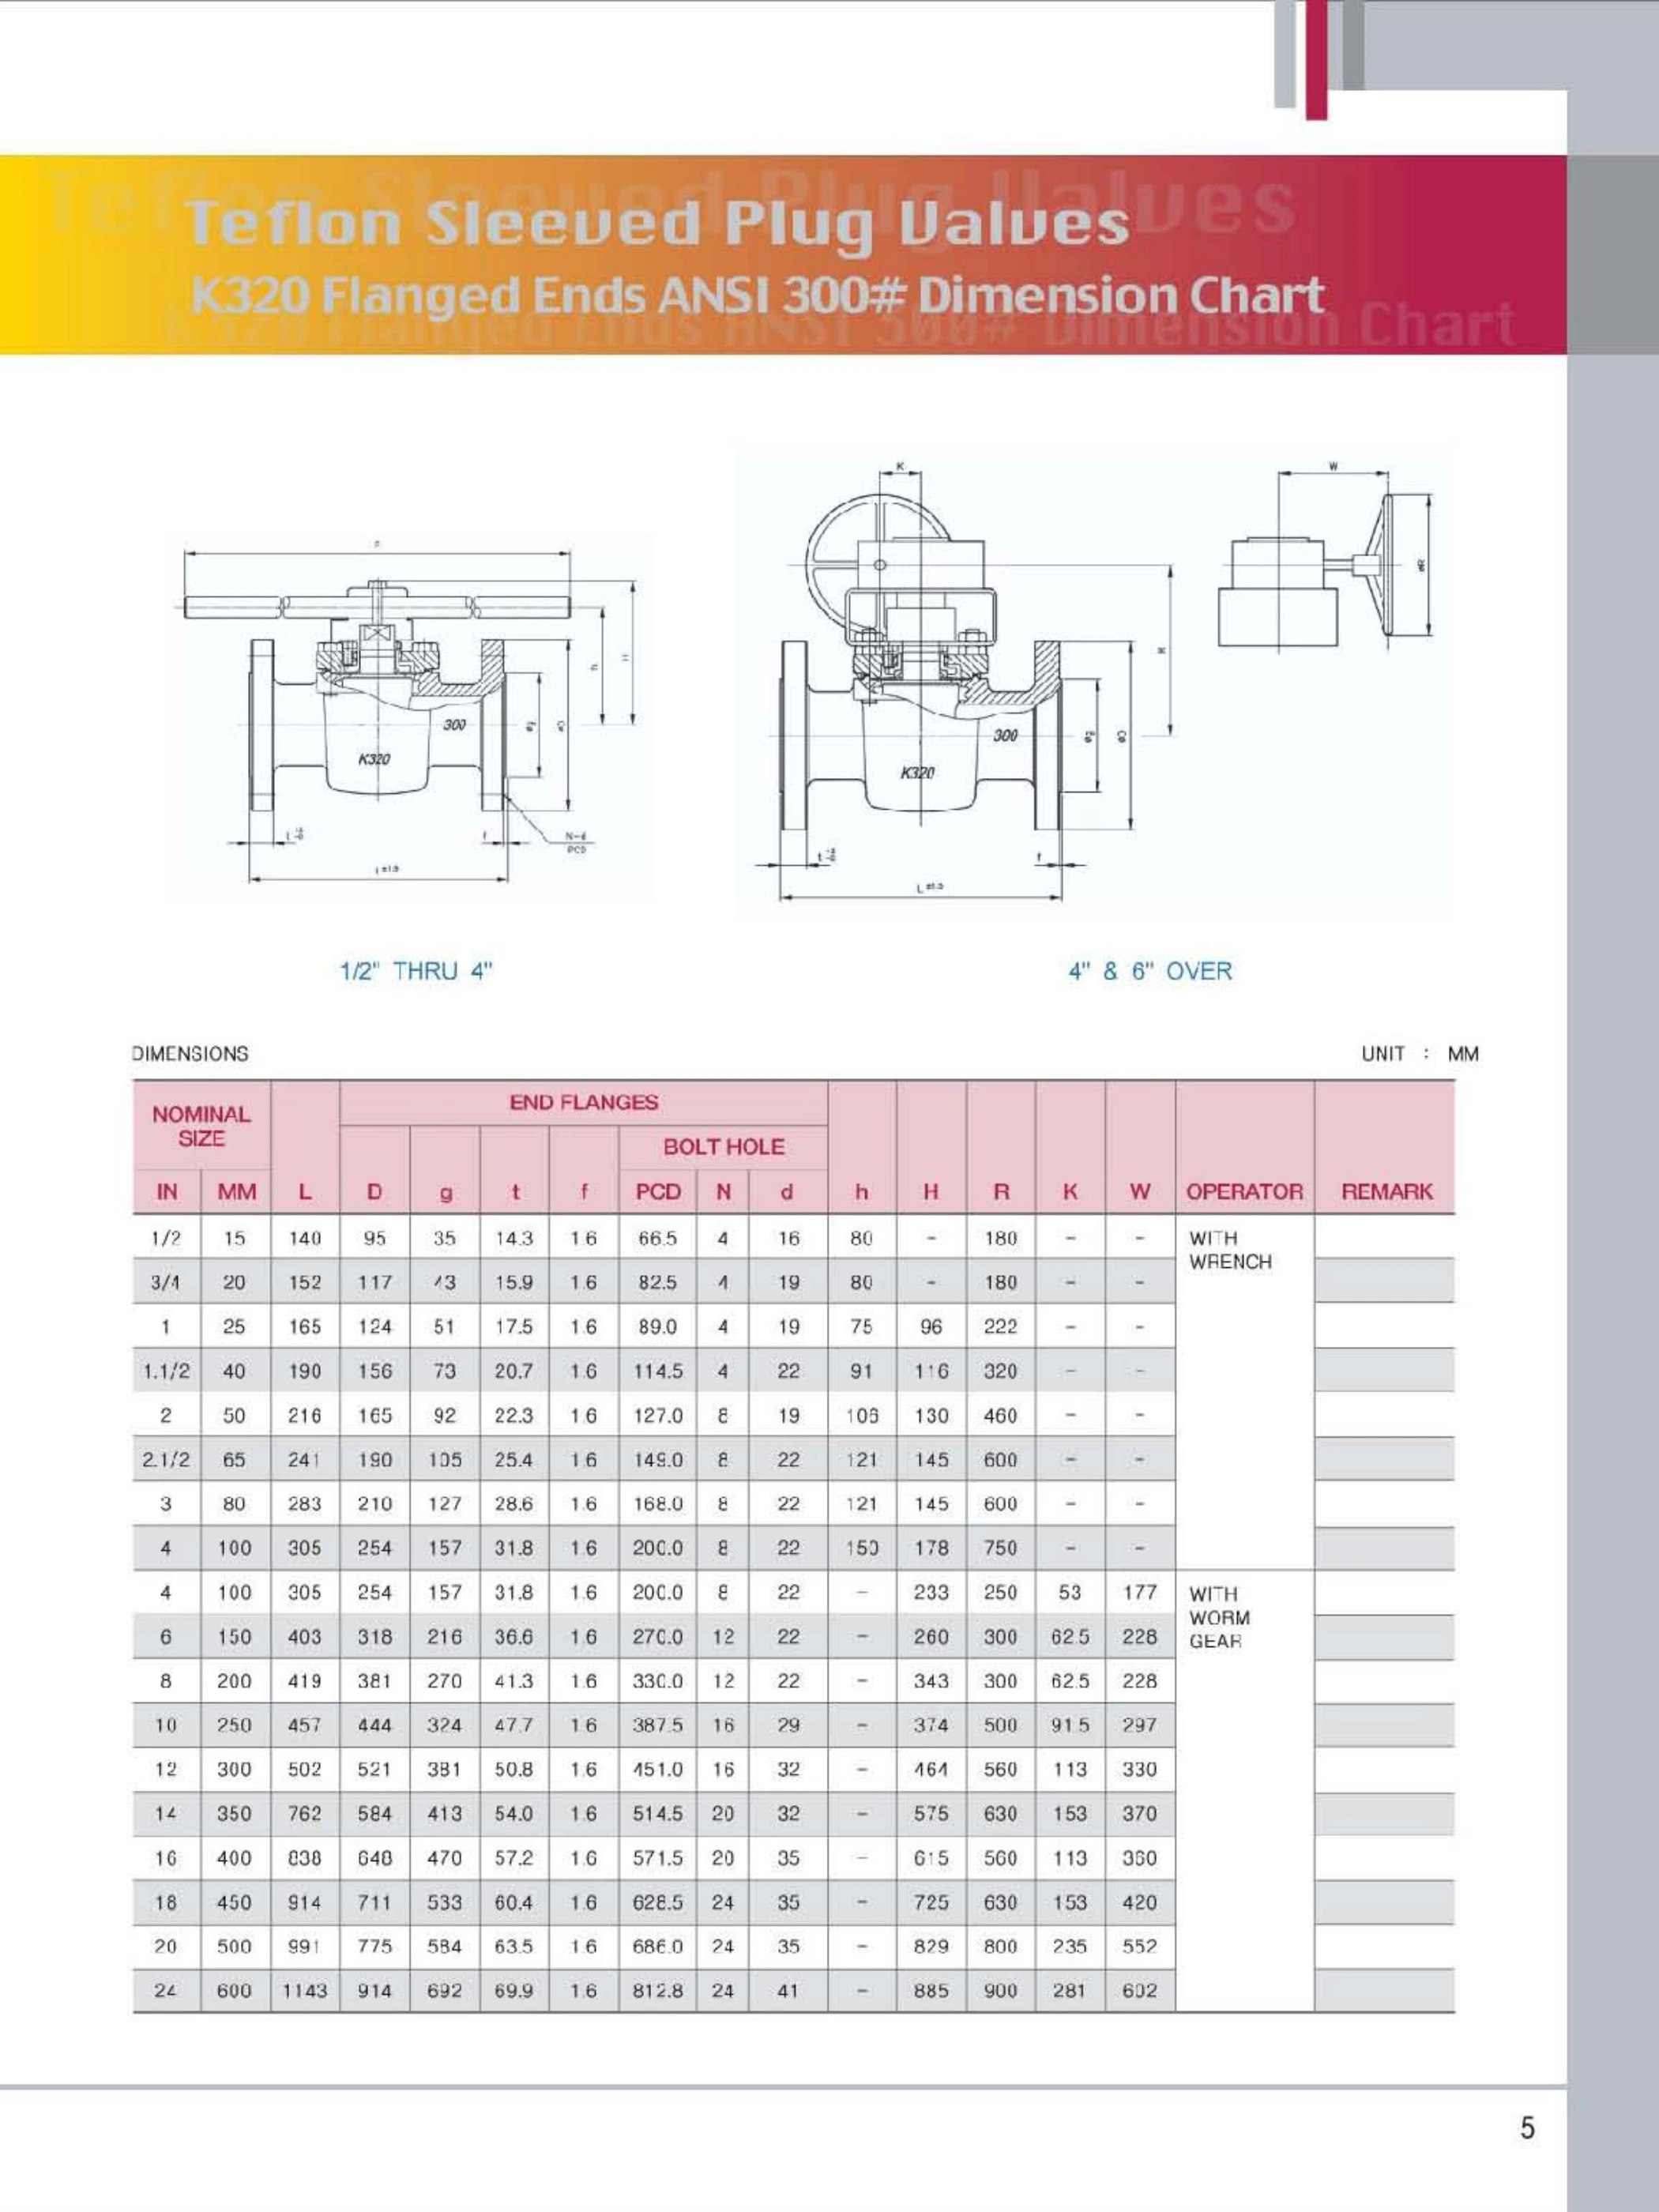 Teflon Sleeved Plug Valves
K320 Flanged Ends ANSI 300# Dimension Chart
K
W
300
K320
N-d
PCD
300
K320
H
t
f
L ±1.5
1/2" THRU 4"
4" & 6" OVER
DIMENSIONS
UNIT : MM
NOMINAL SIZE
END FLANGES
BOLT HOLE
IN MM L D g t f PCD N d h H R K W OPERATOR REMARK
1/2 15 140 95 35 14.3 1.6 66.5 4 16 80 - 180 - - WITH WRENCH
3/4 20 152 117 43 15.9 1.6 82.5 4 19 80 - 180 - -
1 25 165 124 51 17.5 1.6 89.0 4 19 75 96 222 - -
1.1/2 40 190 156 73 20.7 1.6 114.5 4 22 91 116 320 - -
2 50 216 165 92 22.3 1.6 127.0 8 19 106 130 460 - -
2.1/2 65 241 190 105 25.4 1.6 149.0 8 22 121 145 600 - -
3 80 283 210 127 28.6 1.6 168.0 8 22 121 145 600 - -
4 100 305 254 157 31.8 1.6 200.0 8 22 150 178 750 - -
4 100 305 254 157 31.8 1.6 200.0 8 22 - 233 250 53 177 WITH WORM GEAR
6 150 403 318 216 36.6 1.6 270.0 12 22 - 260 300 62.5 228
8 200 419 381 270 41.3 1.6 330.0 12 22 - 343 300 62.5 228
10 250 457 444 324 47.7 1.6 387.5 16 29 - 374 500 91.5 297
12 300 502 521 381 50.8 1.6 451.0 16 32 - 464 560 113 330
14 350 762 584 413 54.0 1.6 514.5 20 32 - 575 630 153 370
16 400 838 648 470 57.2 1.6 571.5 20 35 - 615 560 113 360
18 450 914 711 533 60.4 1.6 628.5 24 35 - 725 630 153 420
20 500 991 775 584 63.5 1.6 686.0 24 35 - 829 800 235 552
24 600 1143 914 692 69.9 1.6 812.8 24 41 - 885 900 281 602
5